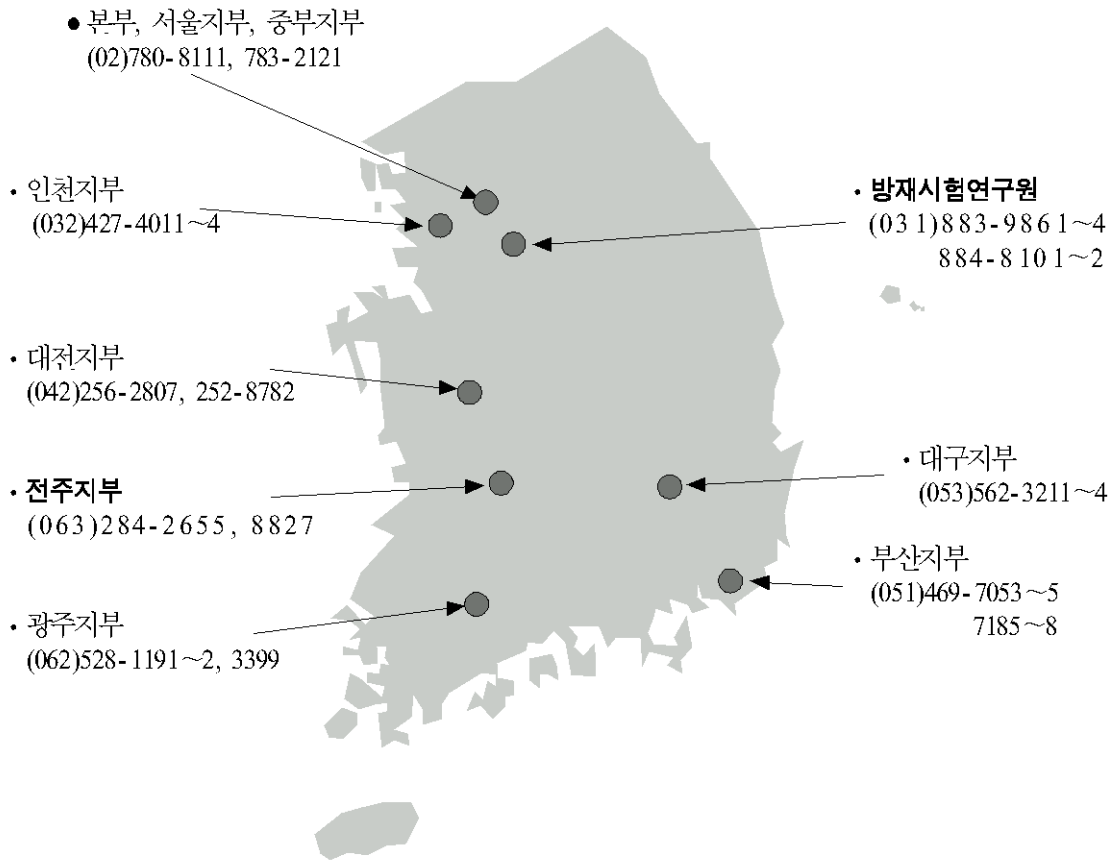 ● 본부, 서울지부, 중부지부
(02)780-8111, 783-2121
· 인천지부
(032)427-4011~4
· 방재시험연구원
(031)883-9861~4
884-8101~2
· 대전지부
(042)256-2807, 252-8782
· 대구지부
(053)562-3211~4
· 전주지부
(063)284-2655, 8827
· 부산지부
(051)469-7053~5
7185~8
· 광주지부
(062)528-1191~2, 3399